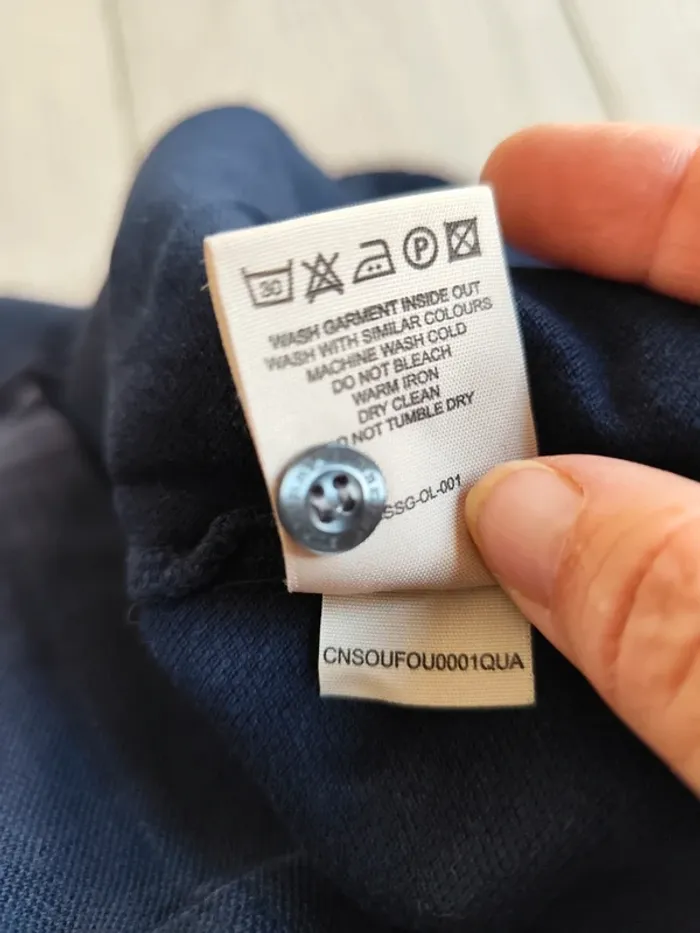 30
P
WASH GARMENT INSIDE OUT
WASH WITH SIMILAR COLOURS
MACHINE WASH COLD
DO NOT BLEACH
WARM IRON
DRY CLEAN
DO NOT TUMBLE DRY
SSG-OL-001
CNSOUFOU0001QUA